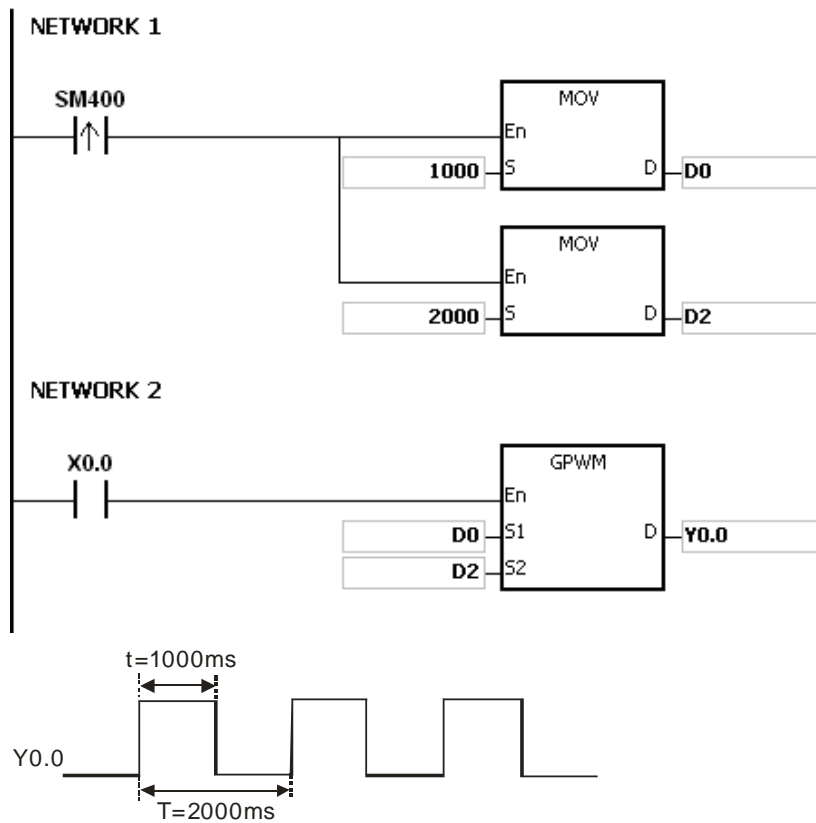 NETWORK 1
SM400
MOV
En
1000 S D D0
MOV
En
2000 S D D2
NETWORK 2
X0.0
GPWM
En
D0 S1 D Y0.0
D2 S2
t=1000ms
Y0.0
T=2000ms